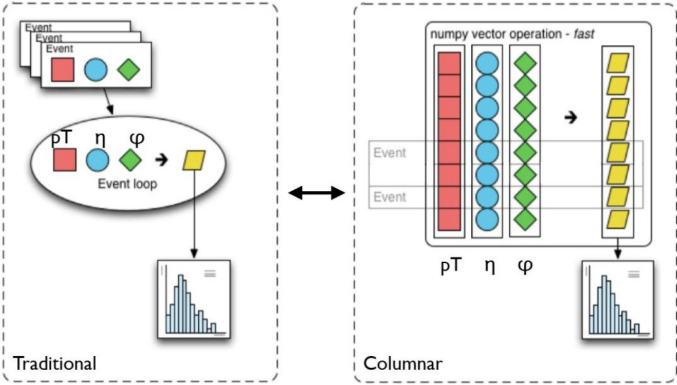 Event
Event
Event
pT η φ
Event loop
Traditional
numpy vector operation - fast
Event
Event
pT η φ
Columnar